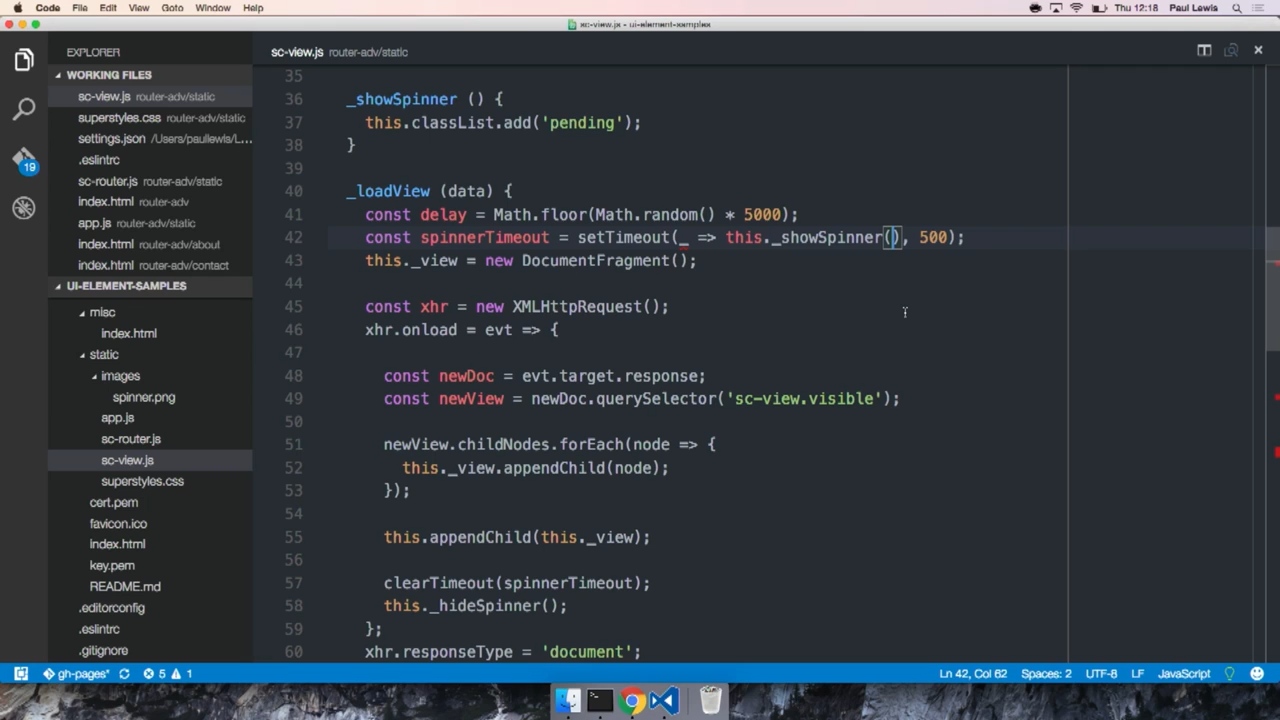 Code File Edit View Goto Window Help Thu 12:18 Paul Lewis
sc-view.js - ui-element-samples
EXPLORER
WORKING FILES
sc-view.js router-adv/static
superstyles.css router-adv/static
settings.json /Users/paullewis/L...
.eslintrc
sc-router.js router-adv/static
index.html router-adv
app.js router-adv/static
index.html router-adv/about
index.html router-adv/contact
UI-ELEMENT-SAMPLES
misc
index.html
static
images
spinner.png
app.js
sc-router.js
sc-view.js
superstyles.css
cert.pem
favicon.ico
index.html
key.pem
README.md
.editorconfig
.eslintrc
.gitignore
19
sc-view.js router-adv/static
35
36 _showSpinner () {
37 this.classList.add('pending');
38 }
39
40 _loadView (data) {
41 const delay = Math.floor(Math.random() * 5000);
42 const spinnerTimeout = setTimeout(_ => this._showSpinner(), 500);
43 this._view = new DocumentFragment();
44
45 const xhr = new XMLHttpRequest();
46 xhr.onload = evt => {
47
48 const newDoc = evt.target.response;
49 const newView = newDoc.querySelector('sc-view.visible');
50
51 newView.childNodes.forEach(node => {
52 this._view.appendChild(node);
53 });
54
55 this.appendChild(this._view);
56
57 clearTimeout(spinnerTimeout);
58 this._hideSpinner();
59 };
60 xhr.responseType = 'document';
gh-pages* 5 1 Ln 42, Col 62 Spaces: 2 UTF-8 LF JavaScript